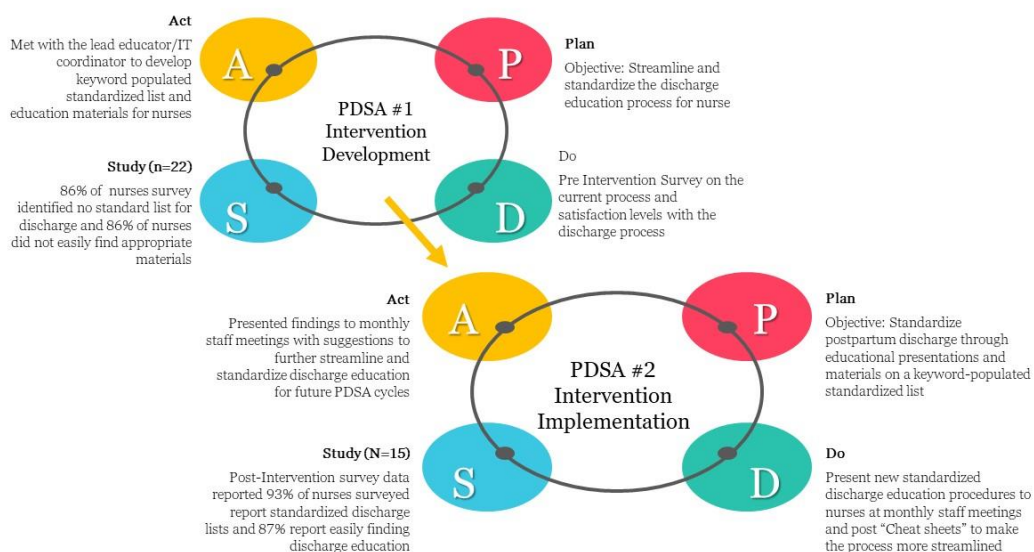 Act
Met with the lead educator/IT
coordinator to develop
keyword populated
standardized list and
education materials for nurses
A
P
Plan
Objective: Streamline and
standardize the discharge
education process for nurse
PDSA #1
Intervention
Development
Study (n=22)
86% of nurses survey
identified no standard list for
discharge and 86% of nurses
did not easily find appropriate
materials
S
D
Do
Pre Intervention Survey on the
current process and
satisfaction levels with the
discharge process
Act
Presented findings to monthly
staff meetings with suggestions to
further streamline and
standardize discharge education
for future PDSA cycles
A
P
Plan
Objective: Standardize
postpartum discharge through
educational presentations and
materials on a keyword-populated
standardized list
PDSA #2
Intervention
Implementation
Study (N=15)
Post-Intervention survey data
reported 93% of nurses surveyed
report standardized discharge
lists and 87% report easily finding
discharge education
S
D
Do
Present new standardized
discharge education procedures to
nurses at monthly staff meetings
and post “Cheat sheets” to make
the process more streamlined